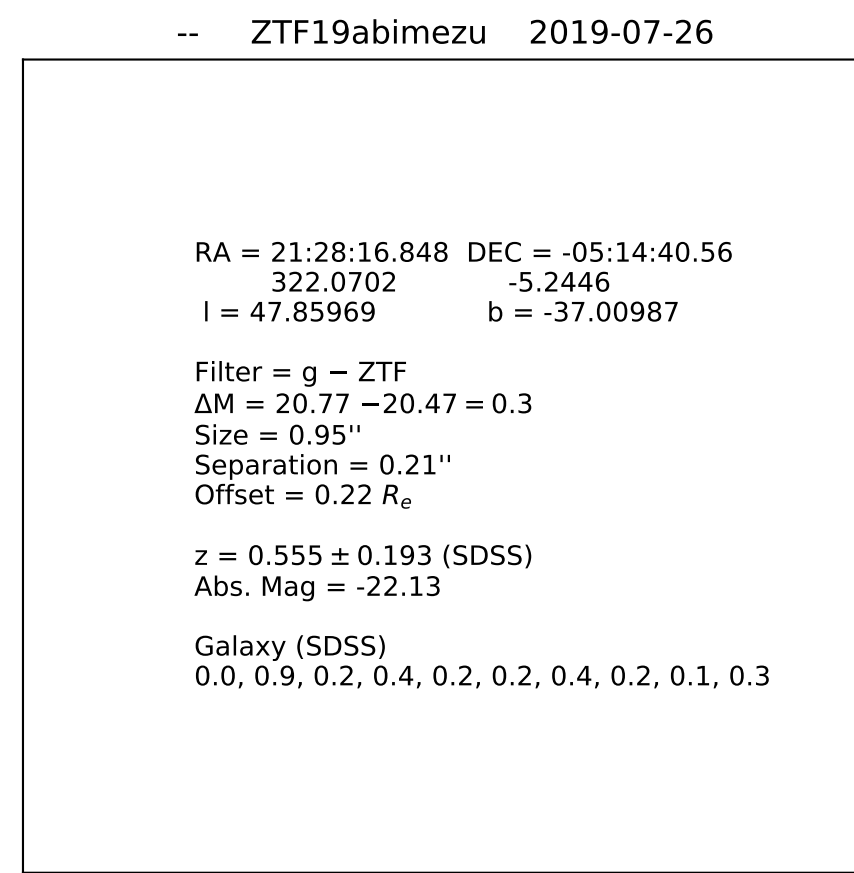 -- ZTF19abimezu 2019-07-26
RA = 21:28:16.848 DEC = -05:14:40.56
322.0702 -5.2446
l = 47.85969 b = -37.00987
Filter = g − ZTF
ΔM = 20.77 −20.47 = 0.3
Size = 0.95''
Separation = 0.21''
Offset = 0.22 Rₑ
z = 0.555 ± 0.193 (SDSS)
Abs. Mag = -22.13
Galaxy (SDSS)
0.0, 0.9, 0.2, 0.4, 0.2, 0.2, 0.4, 0.2, 0.1, 0.3